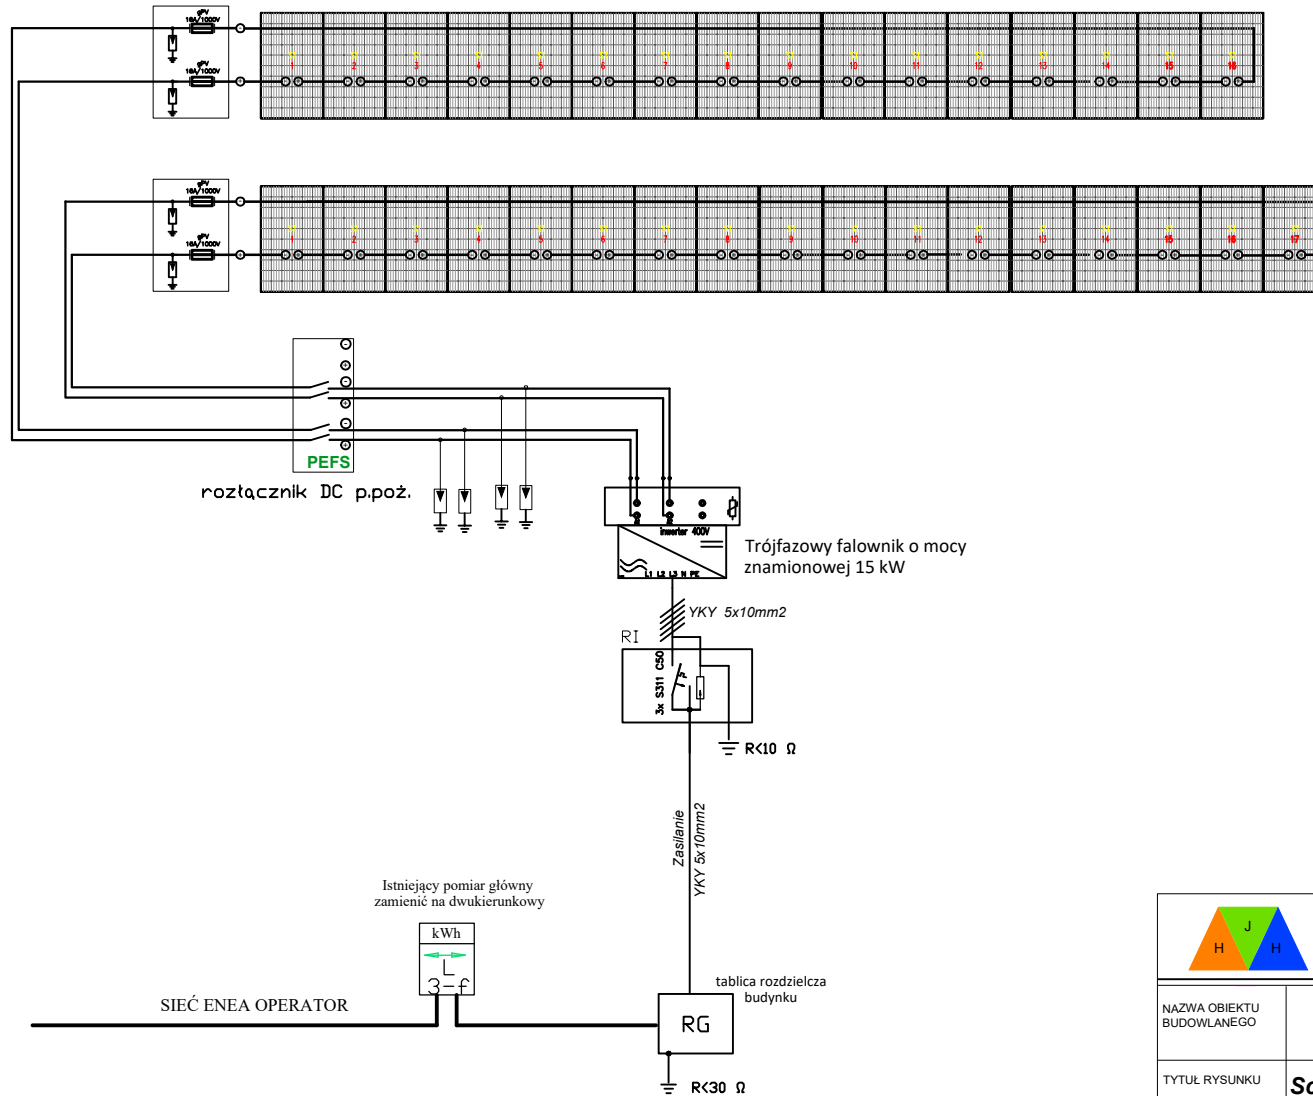 gPV
16A/1000V
gPV
16A/1000V
1 2 3 4 5 6 7 8 9 10 11 12 13 14 15 16
gPV
16A/1000V
gPV
16A/1000V
1 2 3 4 5 6 7 8 9 10 11 12 13 14 15 16 17
PEFS
rozłącznik DC p.poż.
inwerter 400V
L1 L2 L3 N PE
Trójfazowy falownik o mocy
znamionowej 15 kW
YKY 5x10mm2
RI
3x S311 C50
R<10 Ω
Zasilanie
YKY 5x10mm2
Istniejący pomiar główny
zamienić na dwukierunkowy
kWh
L
3-f
SIEĆ ENEA OPERATOR
tablica rozdzielcza
budynku
RG
R<30 Ω
J
H H
NAZWA OBIEKTU
BUDOWLANEGO
TYTUŁ RYSUNKU